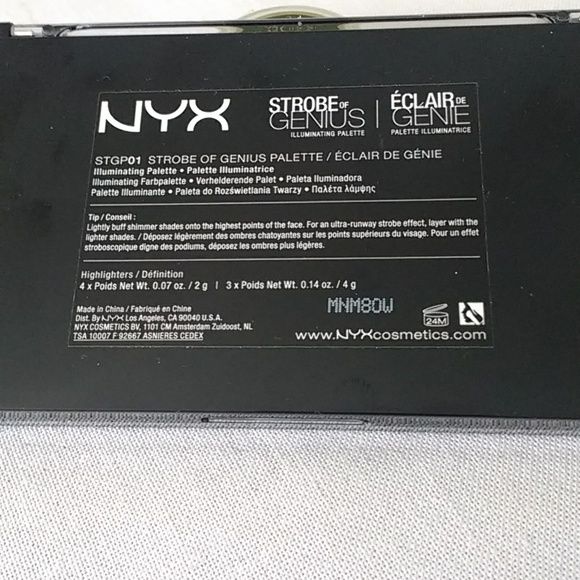 NYX
STROBE OF GENIUS
ILLUMINATING PALETTE
ÉCLAIR DE GÉNIE
PALETTE ILLUMINATRICE
STGP01 STROBE OF GENIUS PALETTE / ÉCLAIR DE GÉNIE
Illuminating Palette • Palette Illuminatrice
Illuminating Farbpalette • Verhelderende Palet • Paleta Iluminadora
Palette Illuminante • Paleta do Rozświetlania Twarzy • Παλέτα λάμψης
Tip / Conseil :
Lightly buff shimmer shades onto the highest points of the face. For an ultra-runway strobe effect, layer with the
lighter shades. / Déposez légèrement des ombres chatoyantes sur les points supérieurs du visage. Pour un effet
stroboscopique digne des podiums, déposez les ombres plus légères.
Highlighters / Définition
4 x Poids Net Wt. 0.07 oz. / 2 g | 3 x Poids Net Wt. 0.14 oz. / 4 g
Made in China / Fabriqué en Chine
Dist. By NYX Los Angeles, CA 90040 U.S.A.
NYX COSMETICS BV, 1101 CM Amsterdam Zuidoost, NL
TSA 10007 F 92667 ASNIERES CEDEX
MNM80W
24M
www.NYXcosmetics.com